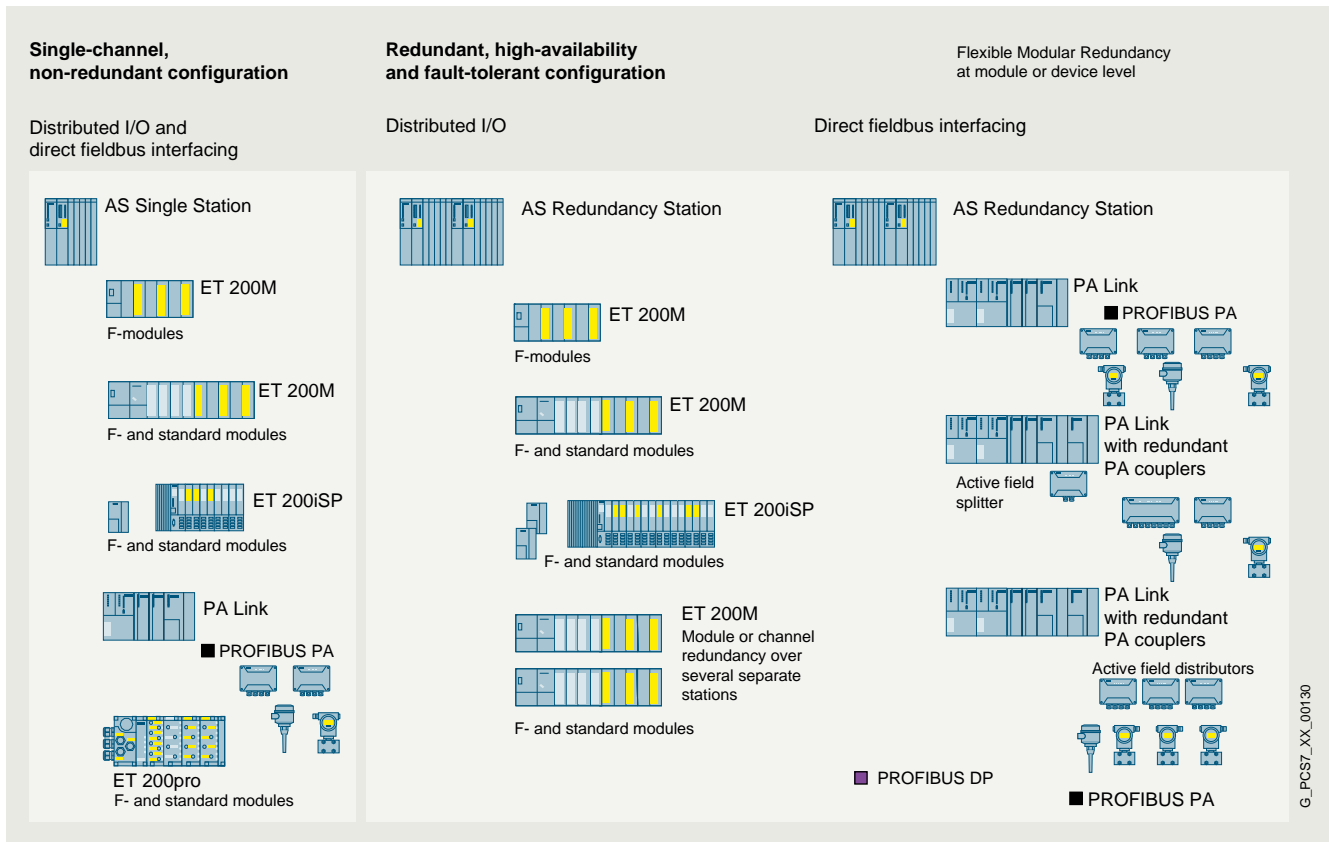 Single-channel,
non-redundant configuration
Redundant, high-availability
and fault-tolerant configuration
Flexible Modular Redundancy
at module or device level
Distributed I/O and
direct fieldbus interfacing
Distributed I/O
Direct fieldbus interfacing
AS Single Station
ET 200M
F-modules
ET 200M
F- and standard modules
ET 200iSP
F- and standard modules
PA Link
PROFIBUS PA
ET 200pro
F- and standard modules
AS Redundancy Station
ET 200M
F-modules
ET 200M
F- and standard modules
ET 200iSP
F- and standard modules
ET 200M
Module or channel
redundancy over
several separate
stations
F- and standard modules
PROFIBUS DP
AS Redundancy Station
PA Link
PROFIBUS PA
PA Link
with redundant
PA couplers
Active field
splitter
PA Link
with redundant
PA couplers
Active field distributors
PROFIBUS PA
G_PCS7_XX_00130